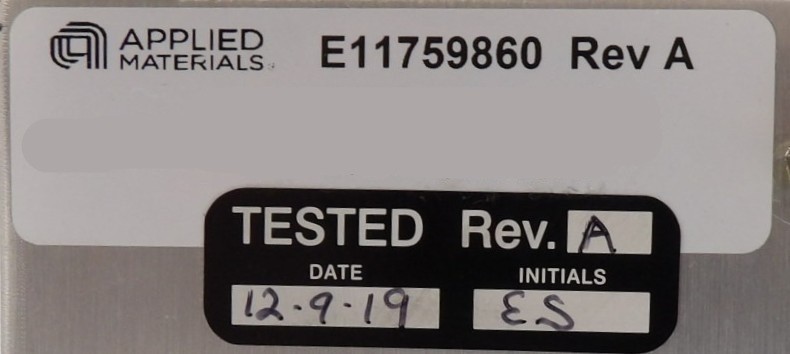 APPLIED MATERIALS E11759860 Rev A
TESTED Rev. A
DATE INITIALS
12-9-19 ES